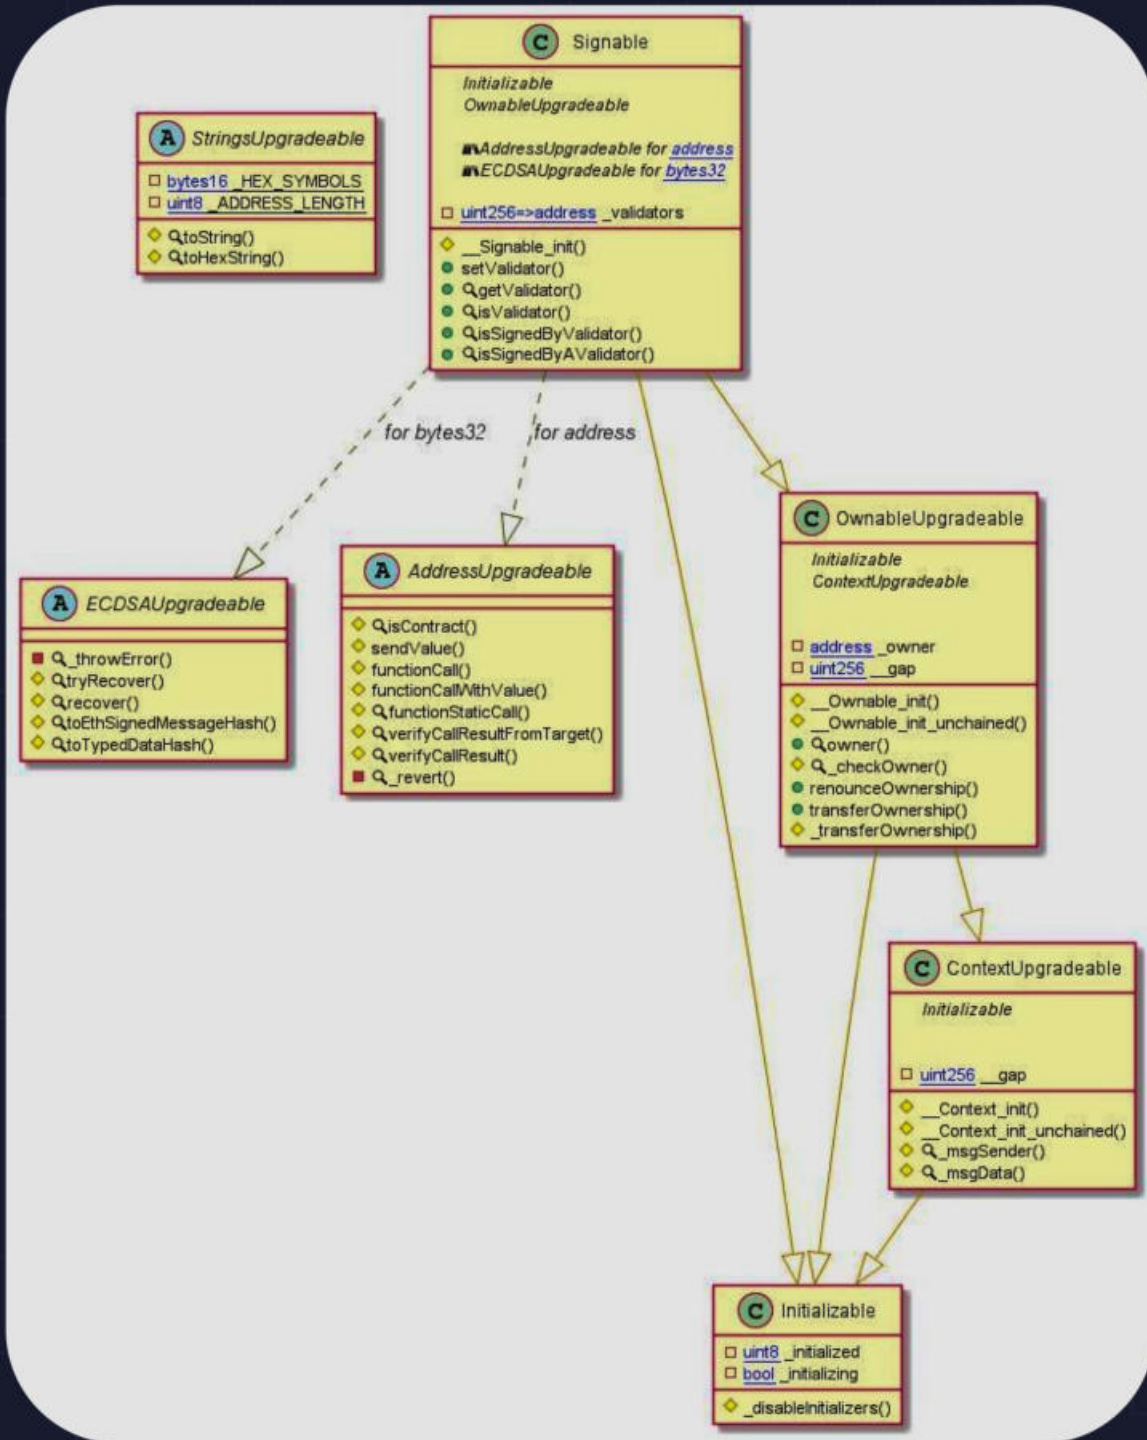 C Signable
Initializable
OwnableUpgradeable
AddressUpgradeable for address
ECDSAUpgradeable for bytes32
uint256=>address _validators
__Signable_init()
setValidator()
getValidator()
isValidator()
isSignedByValidator()
isSignedByAValidator()
A StringsUpgradeable
bytes16 _HEX_SYMBOLS
uint8 _ADDRESS_LENGTH
toString()
toHexString()
for bytes32
for address
C OwnableUpgradeable
Initializable
ContextUpgradeable
address _owner
uint256 __gap
__Ownable_init()
__Ownable_init_unchained()
owner()
_checkOwner()
renounceOwnership()
transferOwnership()
_transferOwnership()
A AddressUpgradeable
isContract()
sendValue()
functionCall()
functionCallWithValue()
functionStaticCall()
verifyCallResultFromTarget()
verifyCallResult()
_revert()
A ECDSAUpgradeable
_throwError()
tryRecover()
recover()
toEthSignedMessageHash()
toTypedDataHash()
C ContextUpgradeable
Initializable
uint256 __gap
__Context_init()
__Context_init_unchained()
_msgSender()
_msgData()
C Initializable
uint8 _initialized
bool _initializing
_disableInitializers()